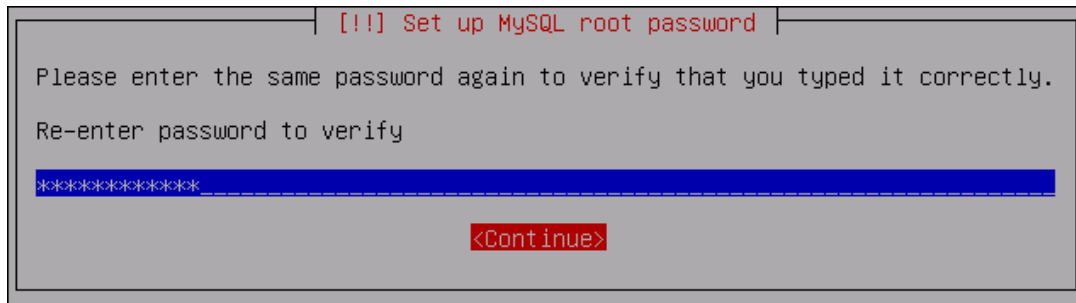 [!!] Set up MySQL root password
Please enter the same password again to verify that you typed it correctly.
Re-enter password to verify
************
<Continue>